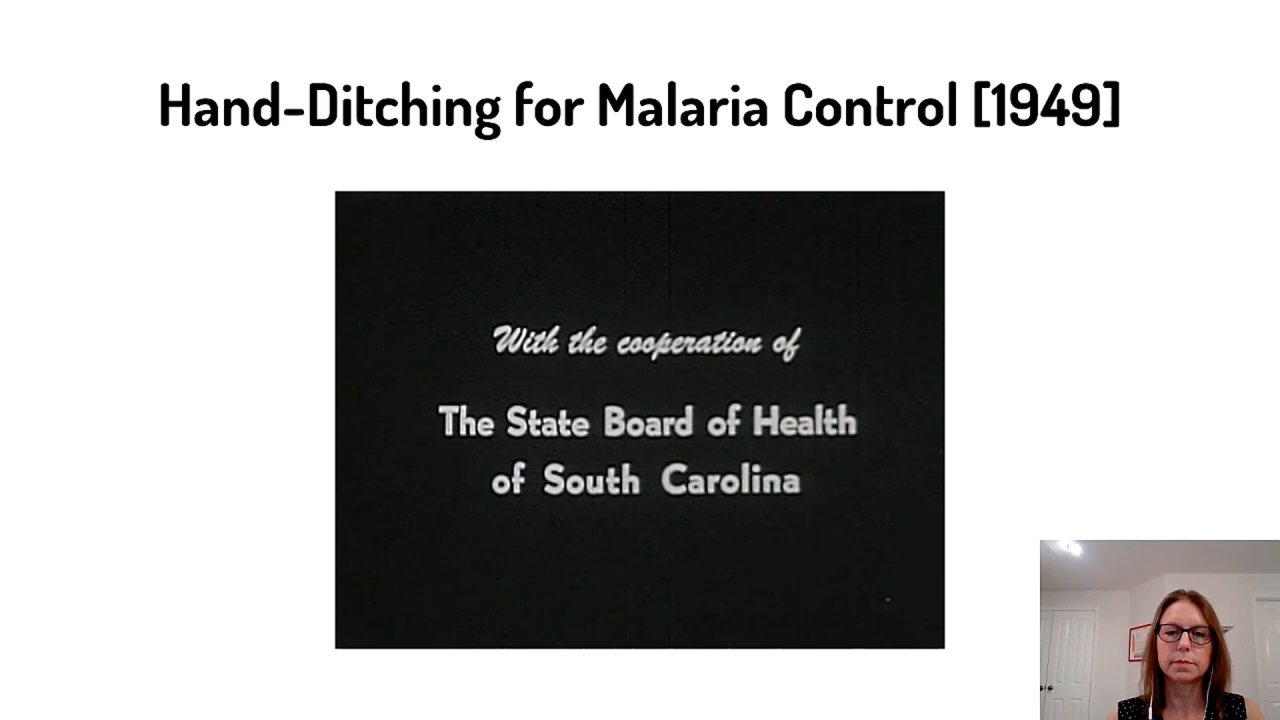 Hand-Ditching for Malaria Control [1949]
With the cooperation of
The State Board of Health
of South Carolina